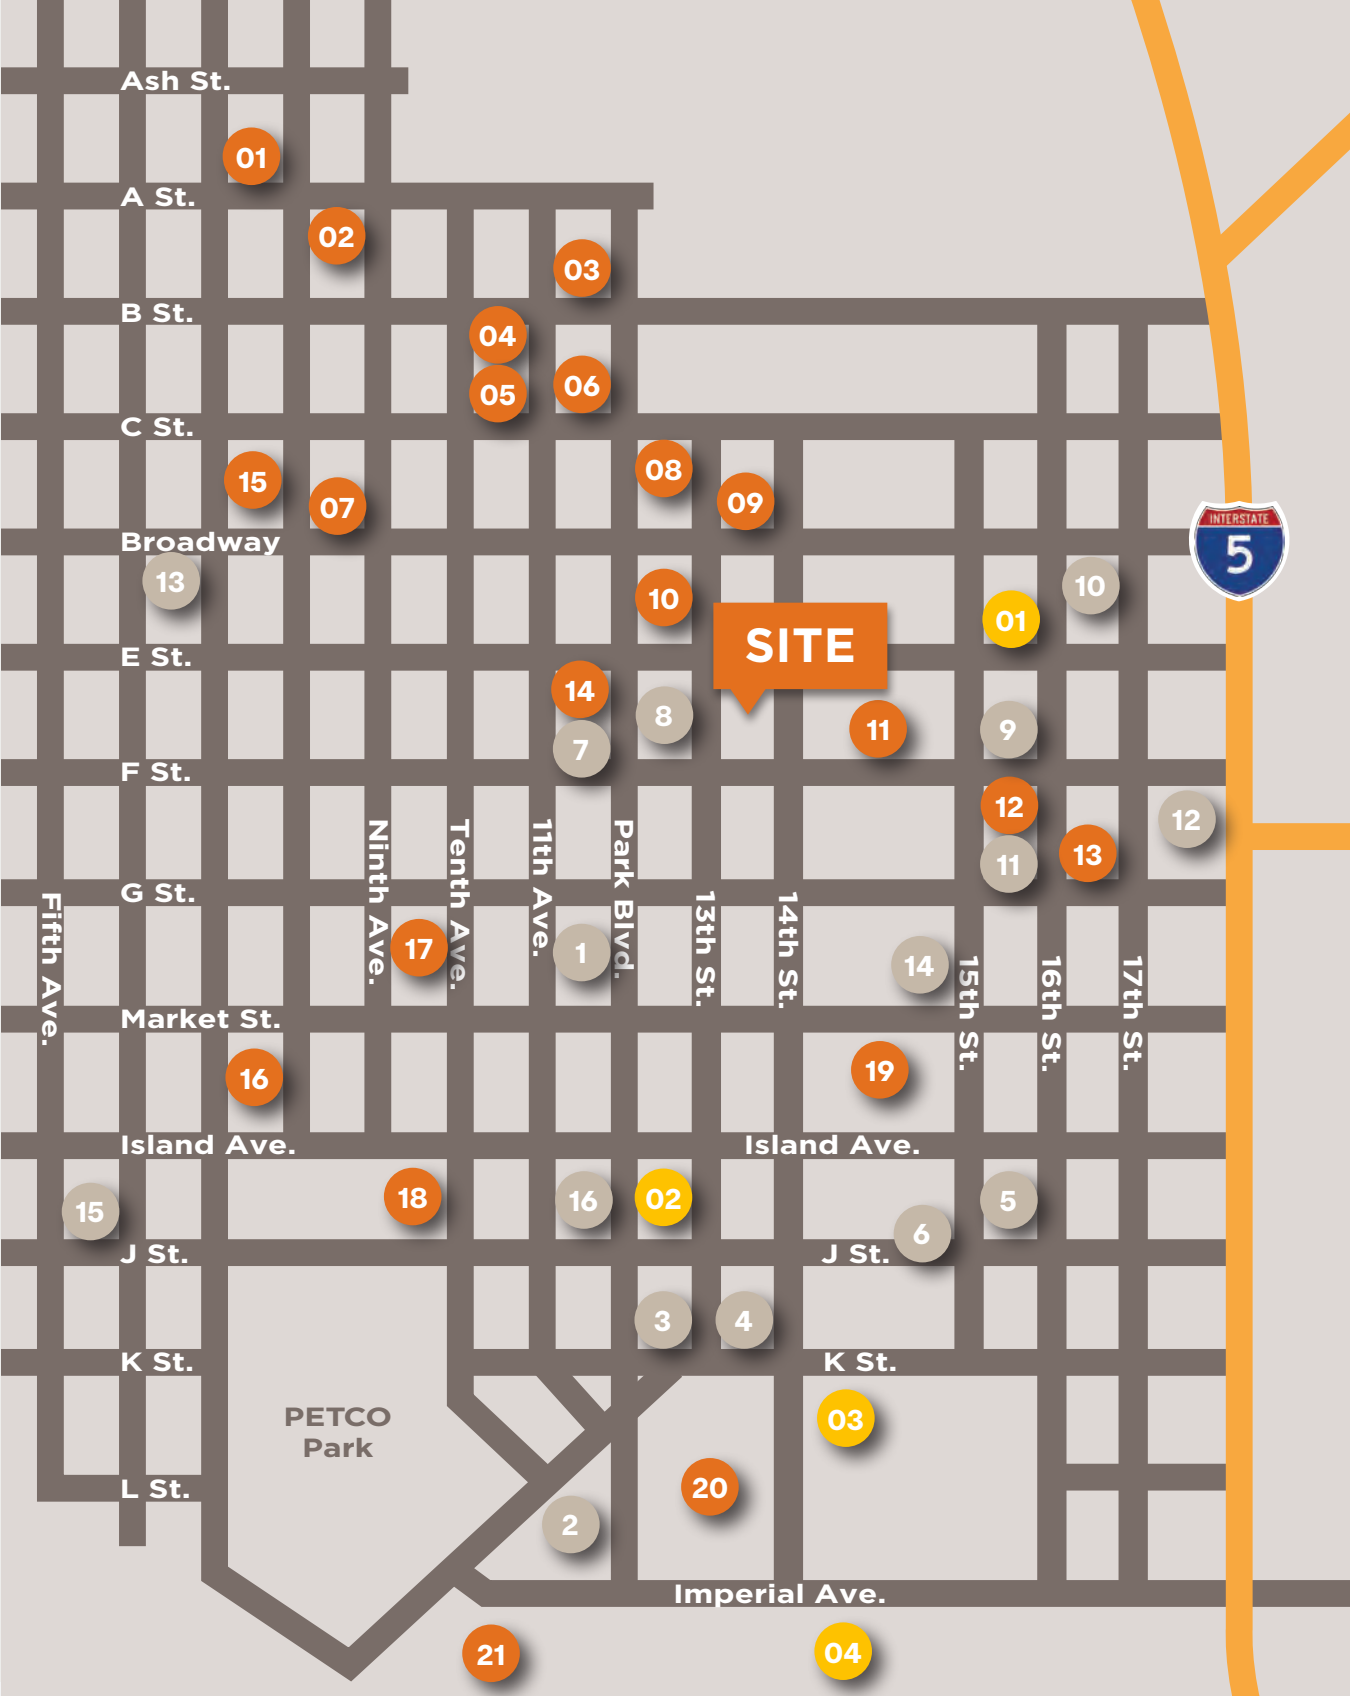 Ash St.
01
A St.
02
03
B St.
04
05
06
C St.
15
07
08
09
Broadway
INTERSTATE
5
13
10
01
10
E St.
SITE
14
7
8
11
9
F St.
12
11
13
12
Ninth Ave.
Tenth Ave.
11th Ave.
Park Blvd.
G St.
Fifth Ave.
13th St.
14th St.
17
1
14
15th St.
16th St.
17th St.
Market St.
16
19
Island Ave.
Island Ave.
15
18
16
02
5
6
J St.
J St.
3
4
K St.
K St.
PETCO
Park
03
L St.
20
2
Imperial Ave.
21
04